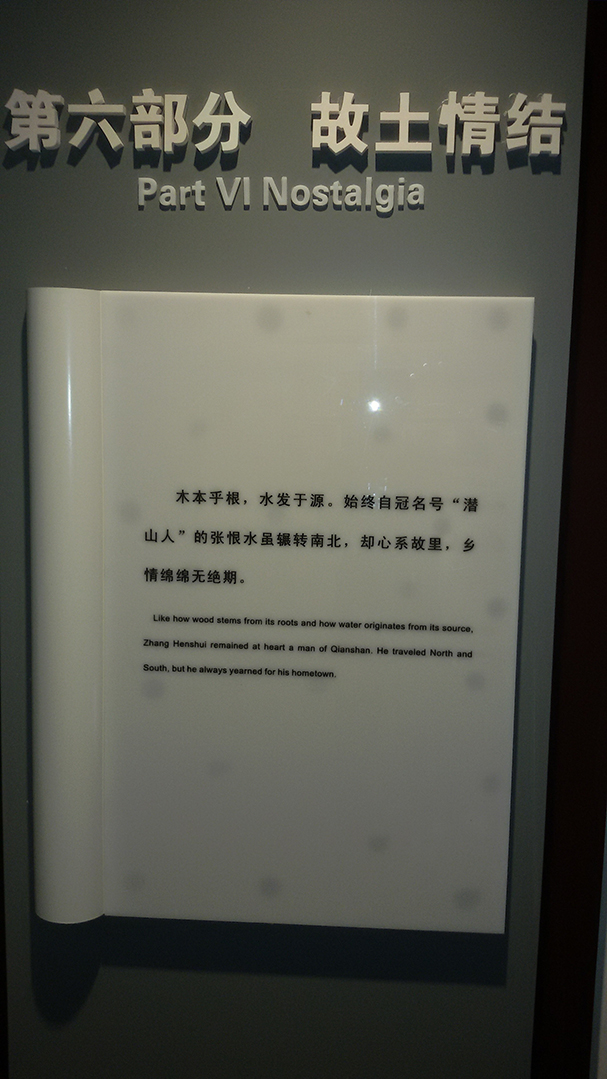 第六部分 故土情结
Part VI Nostalgia
木本乎根，水发于源。始终自冠名号“潜
山人”的张恨水虽辗转南北，却心系故里，乡
情绵绵无绝期。
Like how wood stems from its roots and how water originates from its source,
Zhang Henshui remained at heart a man of Qianshan. He traveled North and
South, but he always yearned for his hometown.